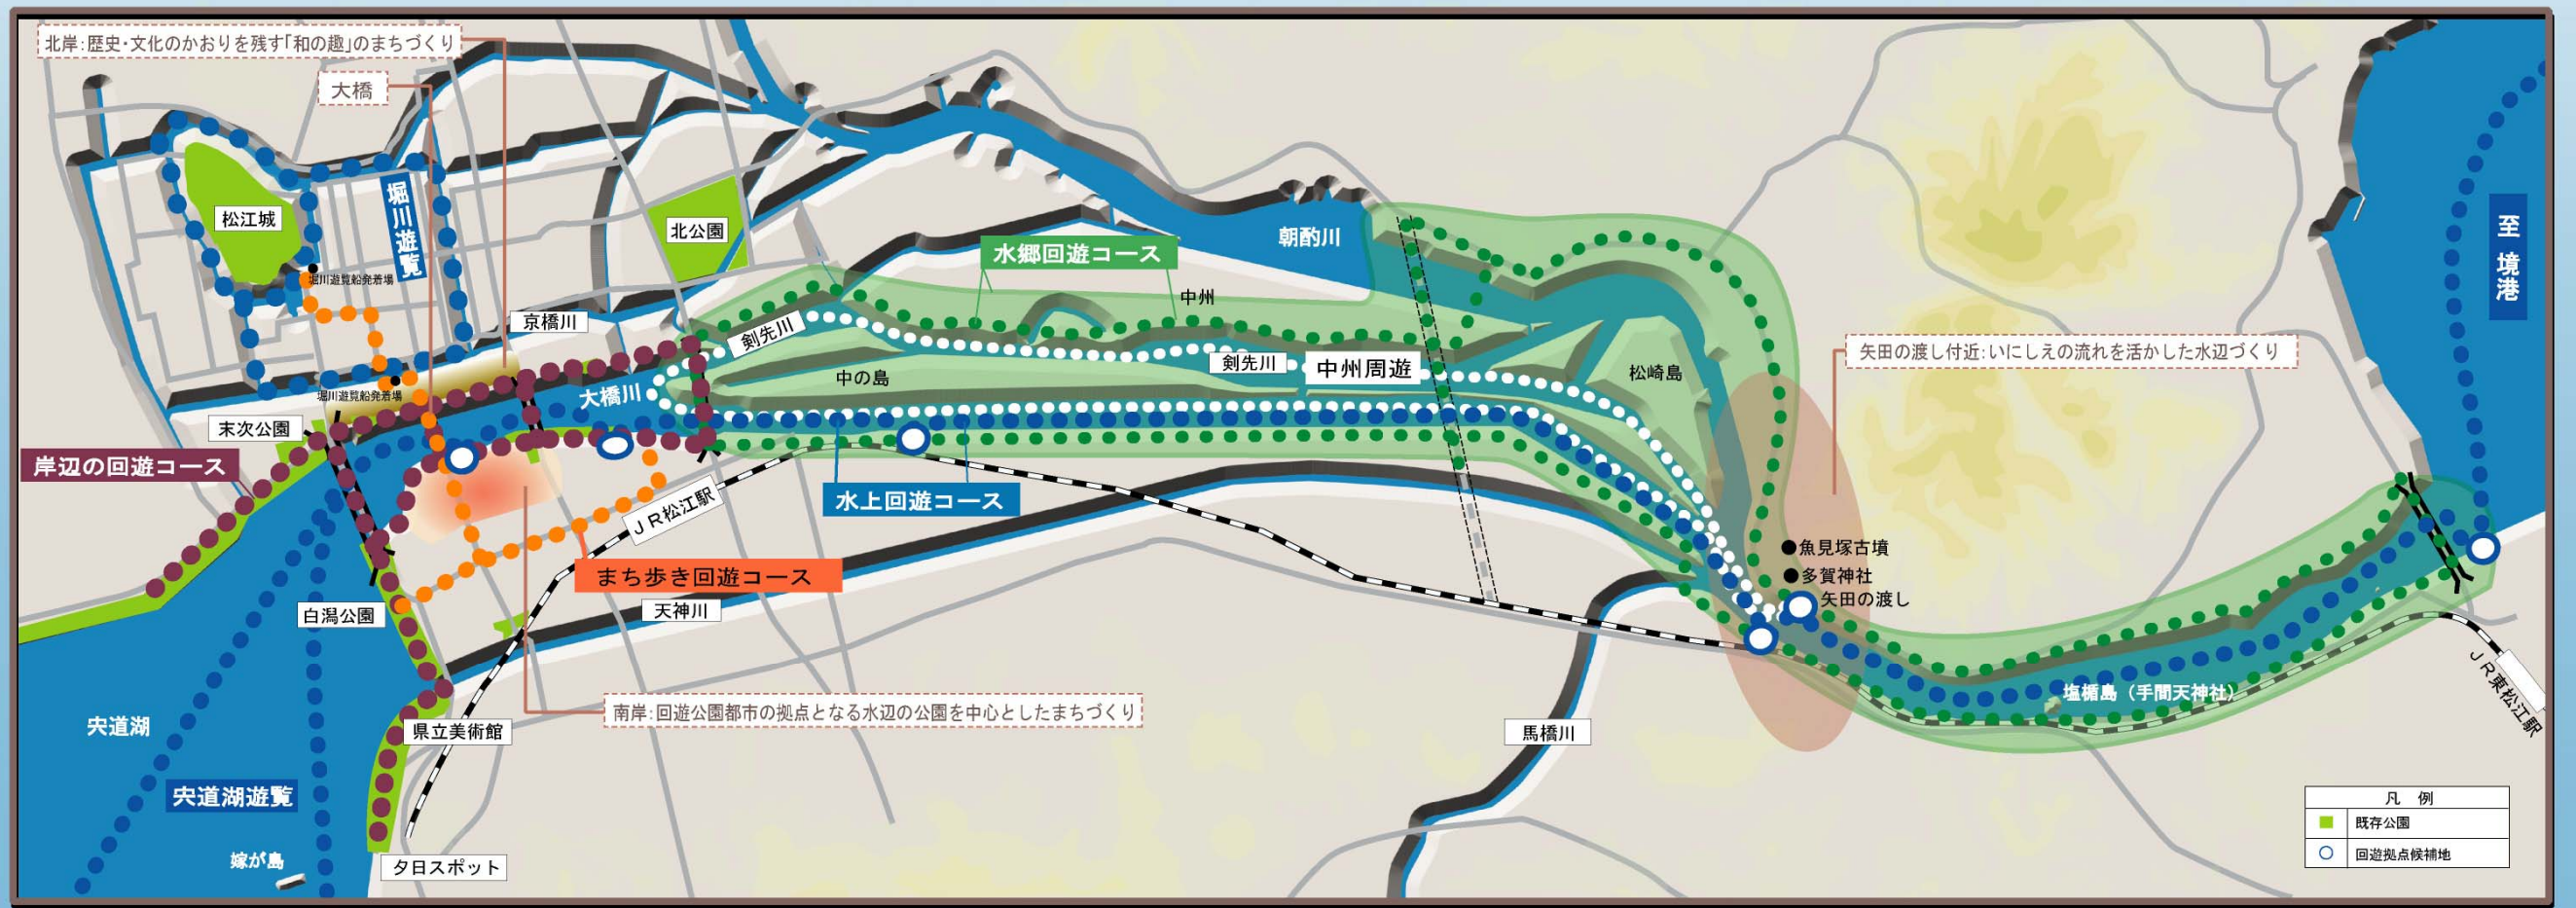 北岸:歴史・文化のかおりを残す「和の趣」のまちづくり
大橋
松江城
堀川遊覧
堀川遊覧船発着場
北公園
朝酌川
水郷回遊コース
中州
至 境港
京橋川
剣先川
剣先川
中州周遊
松崎島
矢田の渡し付近:いにしえの流れを活かした水辺づくり
中の島
大橋川
堀川遊覧船発着場
末次公園
岸辺の回遊コース
水上回遊コース
JR松江駅
まち歩き回遊コース
天神川
白潟公園
魚見塚古墳
多賀神社
矢田の渡し
塩楯島(手間天神社)
JR東松江駅
南岸:回遊公園都市の拠点となる水辺の公園を中心としたまちづくり
県立美術館
馬橋川
宍道湖
宍道湖遊覧
嫁が島
夕日スポット
凡 例
既存公園
回遊拠点候補地